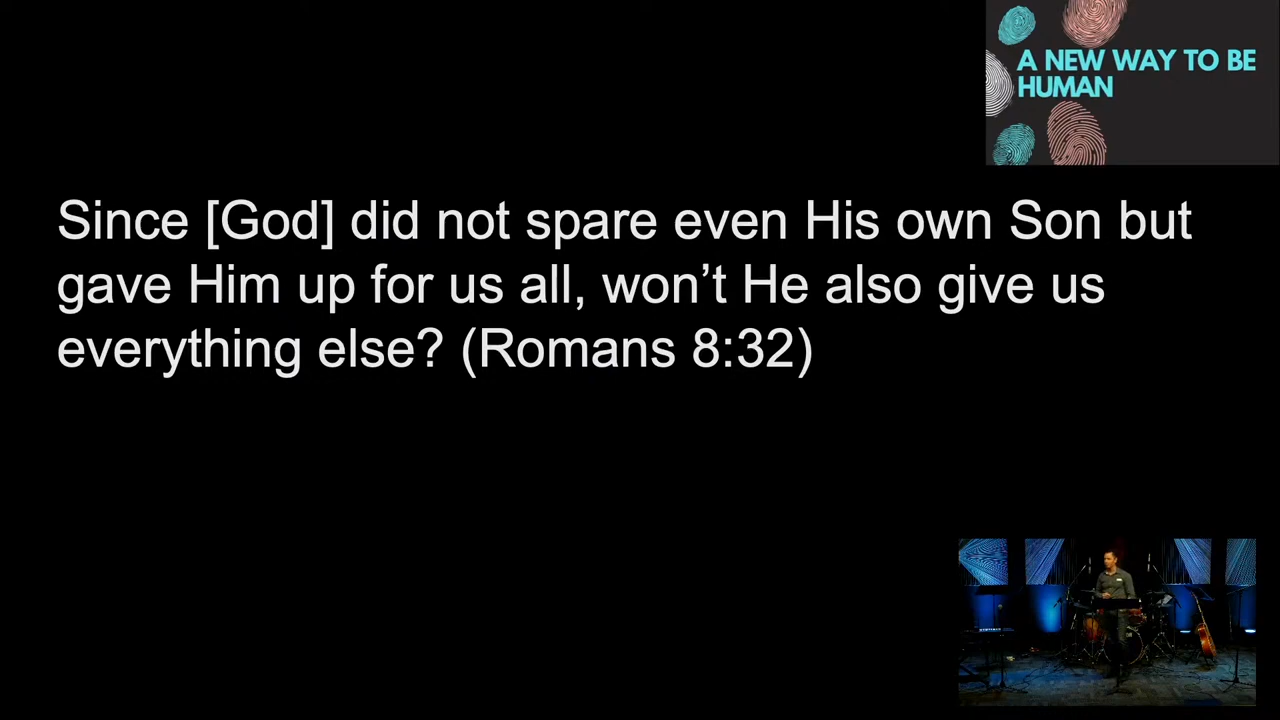 A NEW WAY TO BE
HUMAN
Since [God] did not spare even His own Son but
gave Him up for us all, won’t He also give us
everything else? (Romans 8:32)